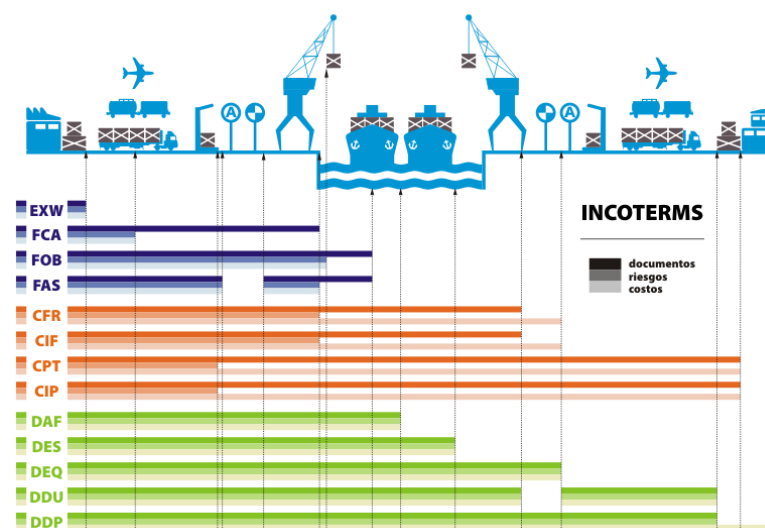 A
A
INCOTERMS
documentos
riesgos
costos
EXW
FCA
FOB
FAS
CFR
CIF
CPT
CIP
DAF
DES
DEQ
DDU
DDP